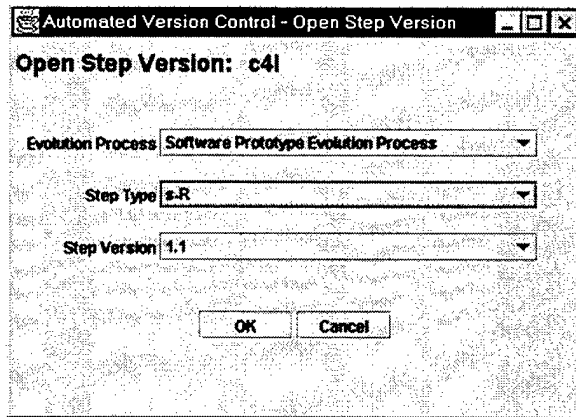 Automated Version Control - Open Step Version
Open Step Version: c4i
Evolution Process Software Prototype Evolution Process
Step Type s-R
Step Version 1.1
OK Cancel